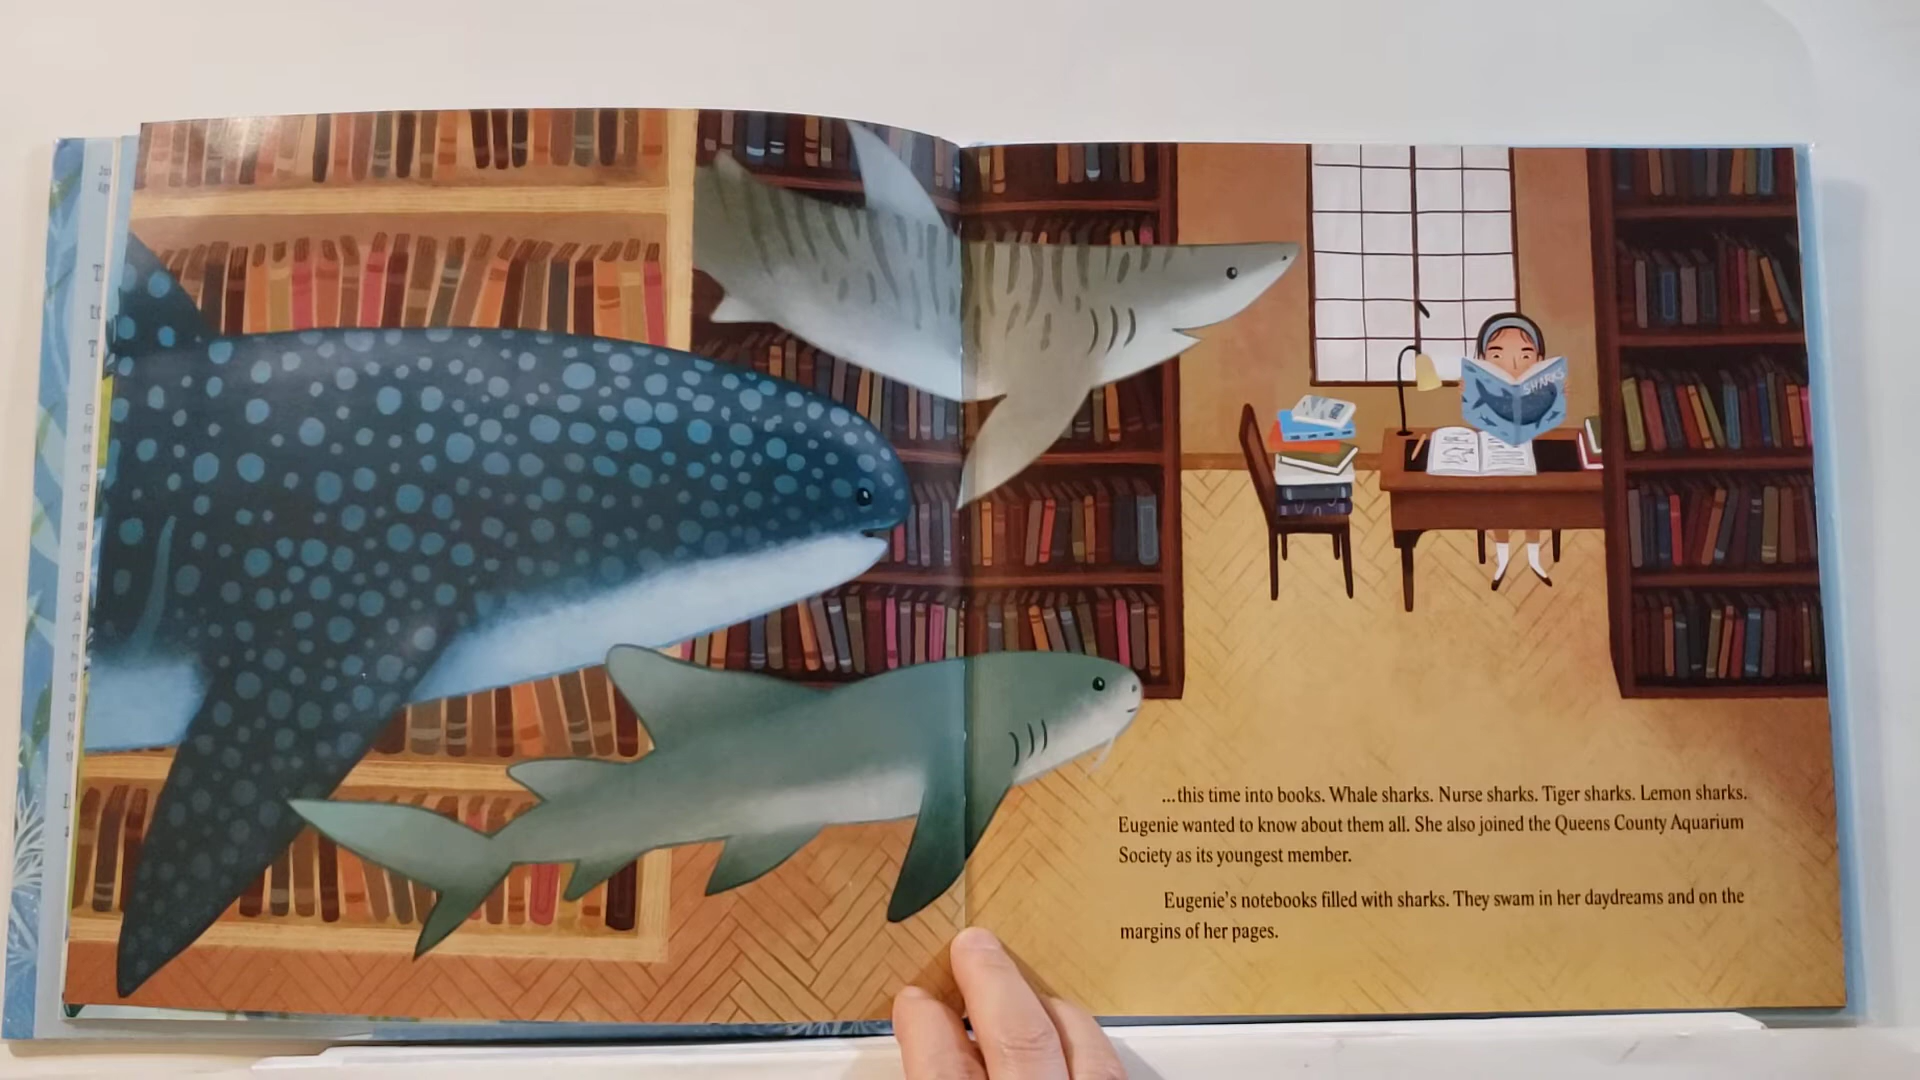 ...this time into books. Whale sharks. Nurse sharks. Tiger sharks. Lemon sharks.
Eugenie wanted to know about them all. She also joined the Queens County Aquarium
Society as its youngest member.
Eugenie's notebooks filled with sharks. They swam in her daydreams and on the
margins of her pages.
SHARKS